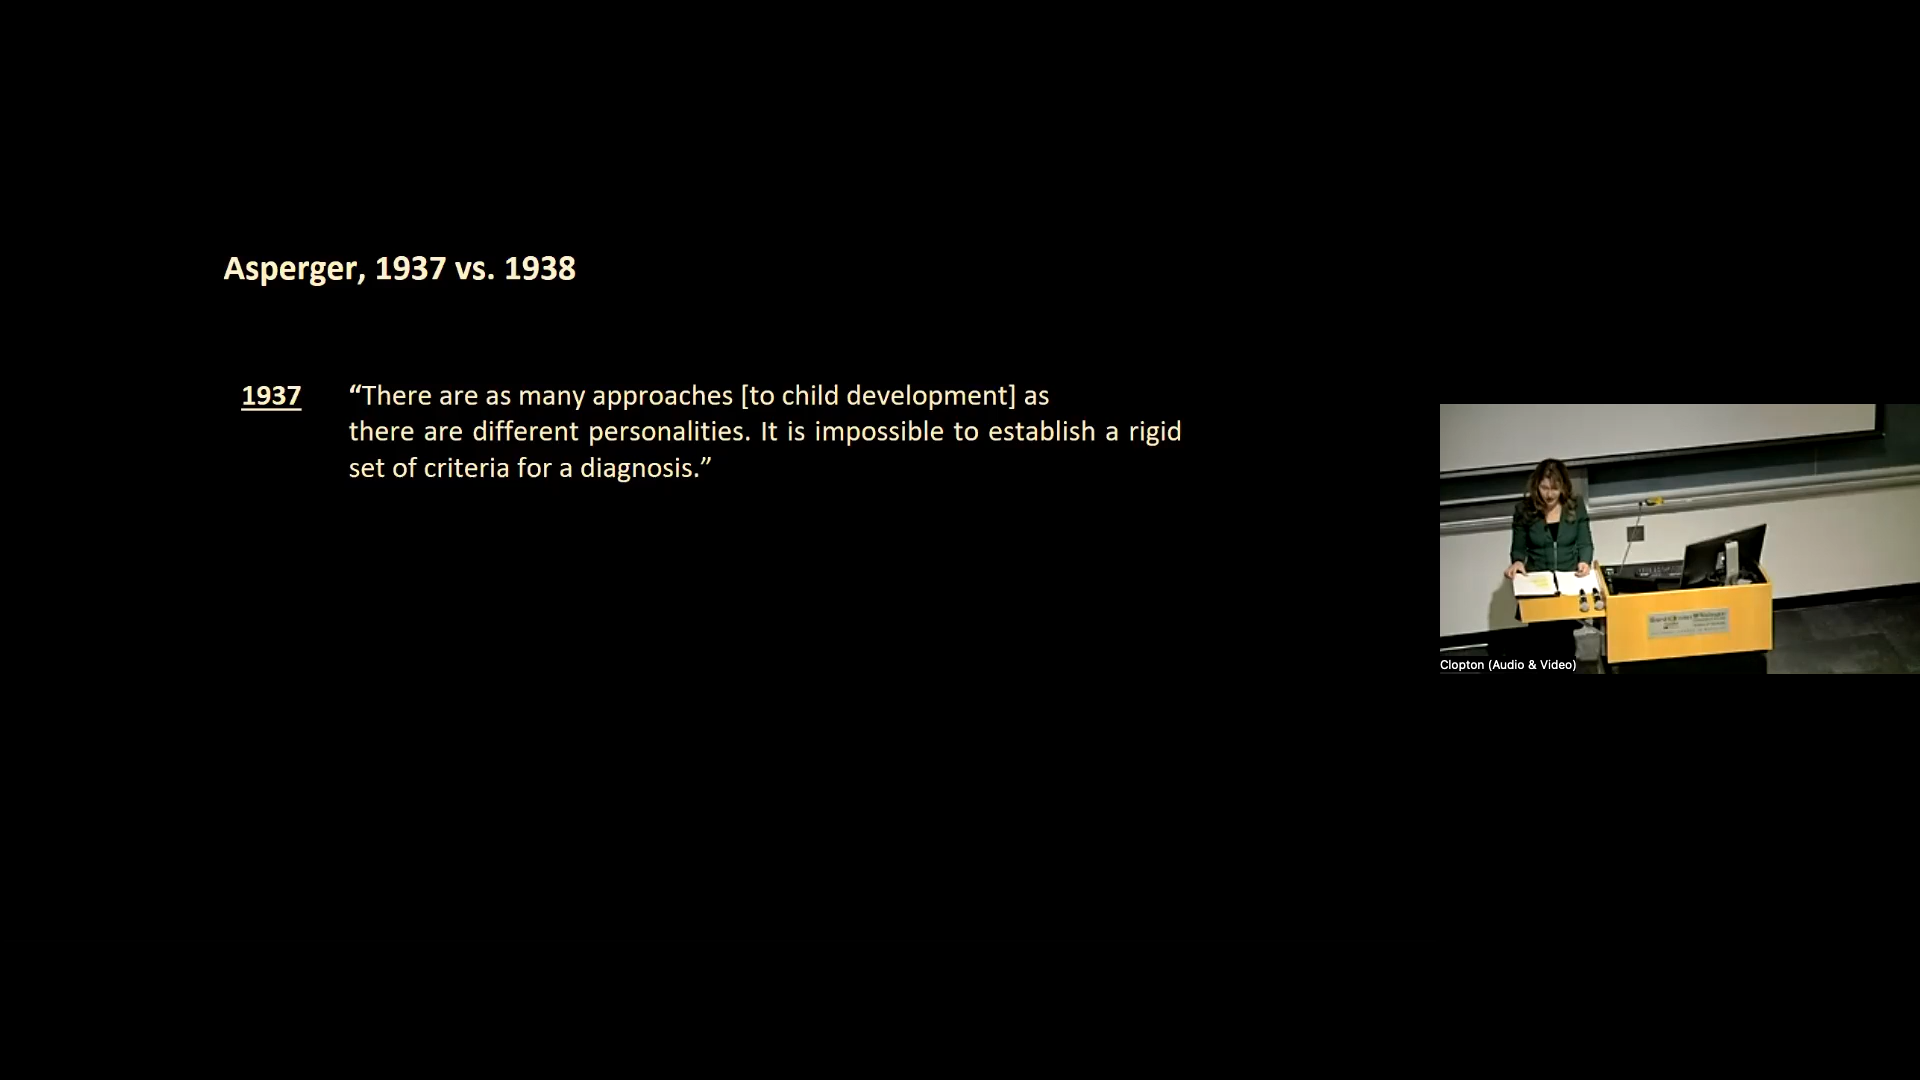 Asperger, 1937 vs. 1938
1937
“There are as many approaches [to child development] as
there are different personalities. It is impossible to establish a rigid
set of criteria for a diagnosis.”
Clopton (Audio & Video)